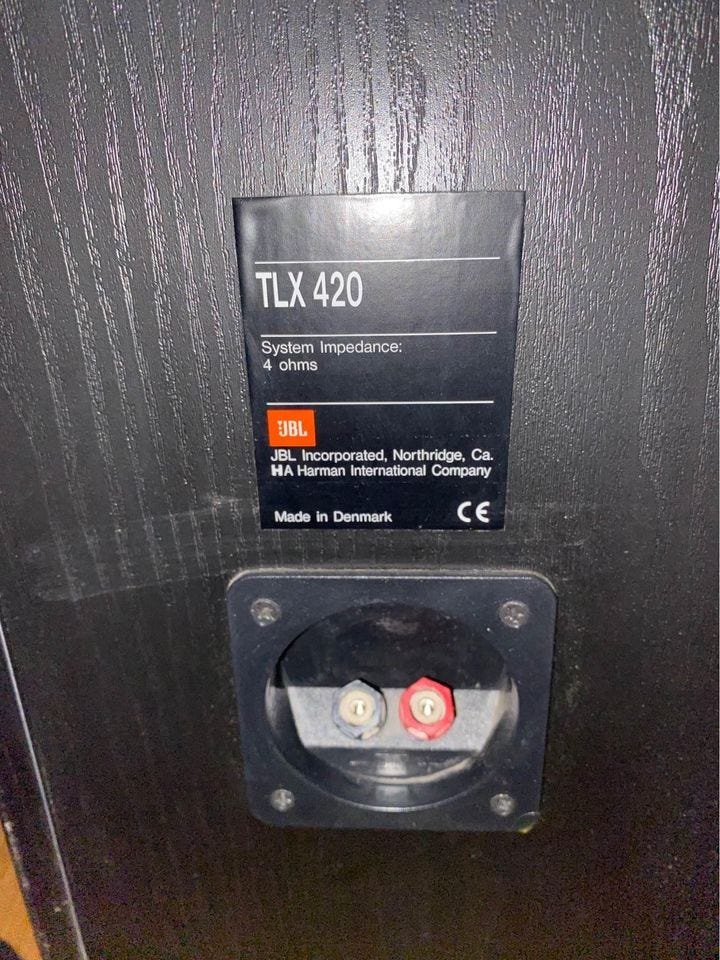 TLX 420
System Impedance:
4 ohms
JBL
JBL Incorporated, Northridge, Ca.
HA Harman International Company
Made in Denmark CE